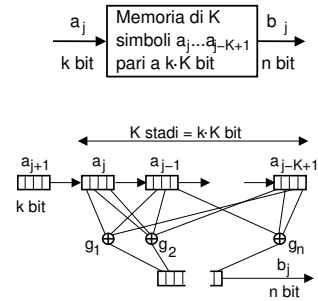 a_j
Memoria di K
b_j
simboli a_j...a_{j-K+1}
k bit
pari a k·K bit
n bit
K stadi = k·K bit
a_{j+1} a_j a_{j-1} a_{j-K+1}
k bit
g_1 g_2 g_n
b_j
n bit